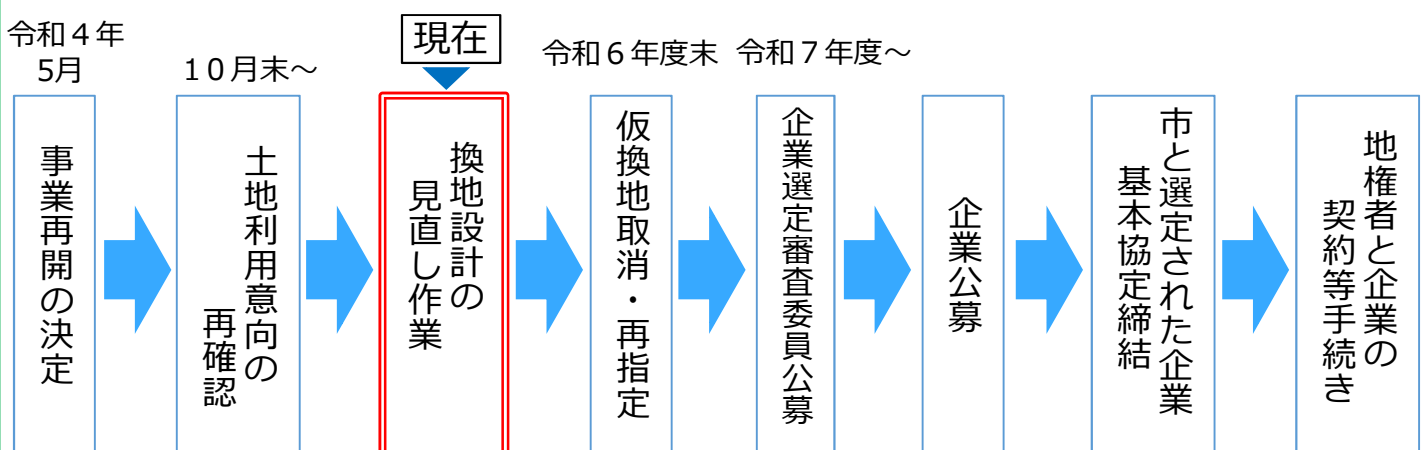 令和４年
5月
１０月末～
現在
令和６年度末
令和７年度～
事業再開の決定
土地利用意向の
再確認
換地設計の
見直し作業
仮換地取消・再指定
企業選定審査委員公募
企業公募
市と選定された企業
基本協定締結
地権者と企業の
契約等手続き